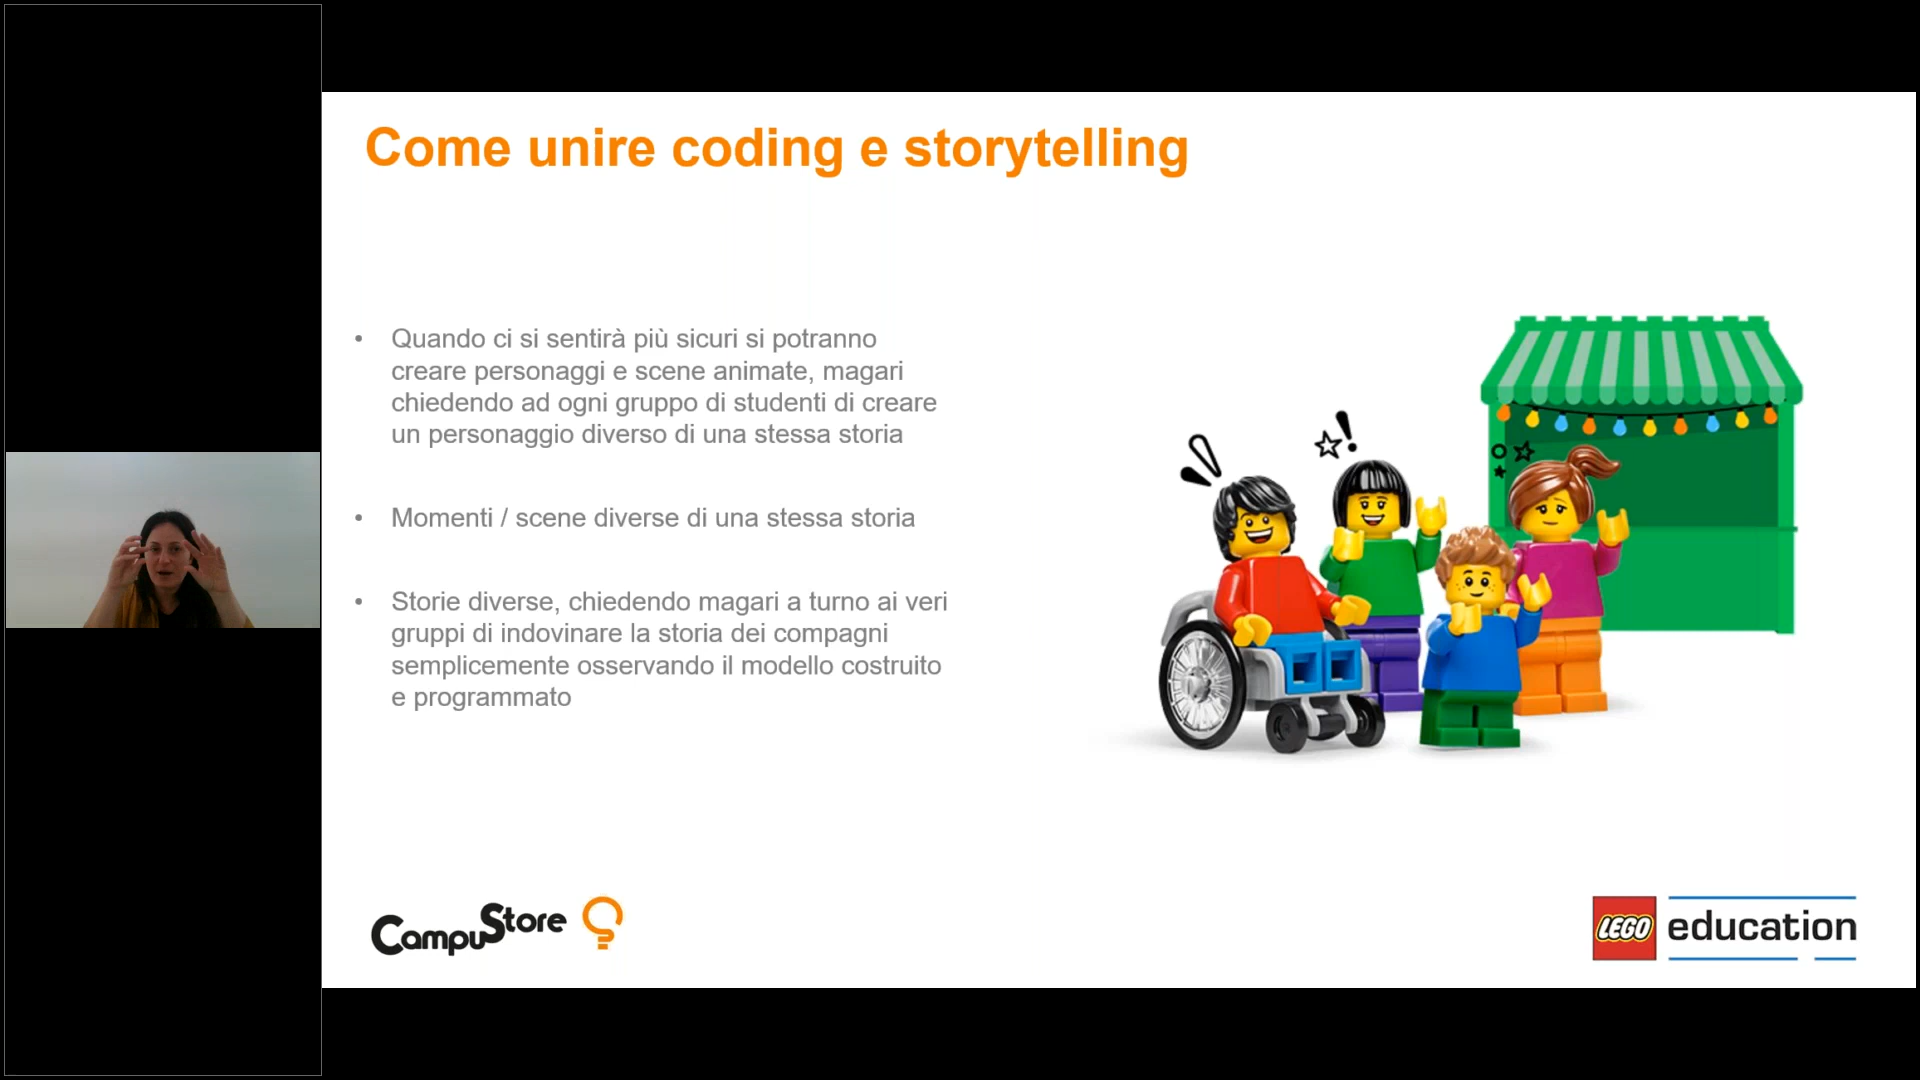 Come unire coding e storytelling
• Quando ci si sentirà più sicuri si potranno
creare personaggi e scene animate, magari
chiedendo ad ogni gruppo di studenti di creare
un personaggio diverso di una stessa storia
• Momenti / scene diverse di una stessa storia
• Storie diverse, chiedendo magari a turno ai veri
gruppi di indovinare la storia dei compagni
semplicemente osservando il modello costruito
e programmato
CampuStore
LEGO education